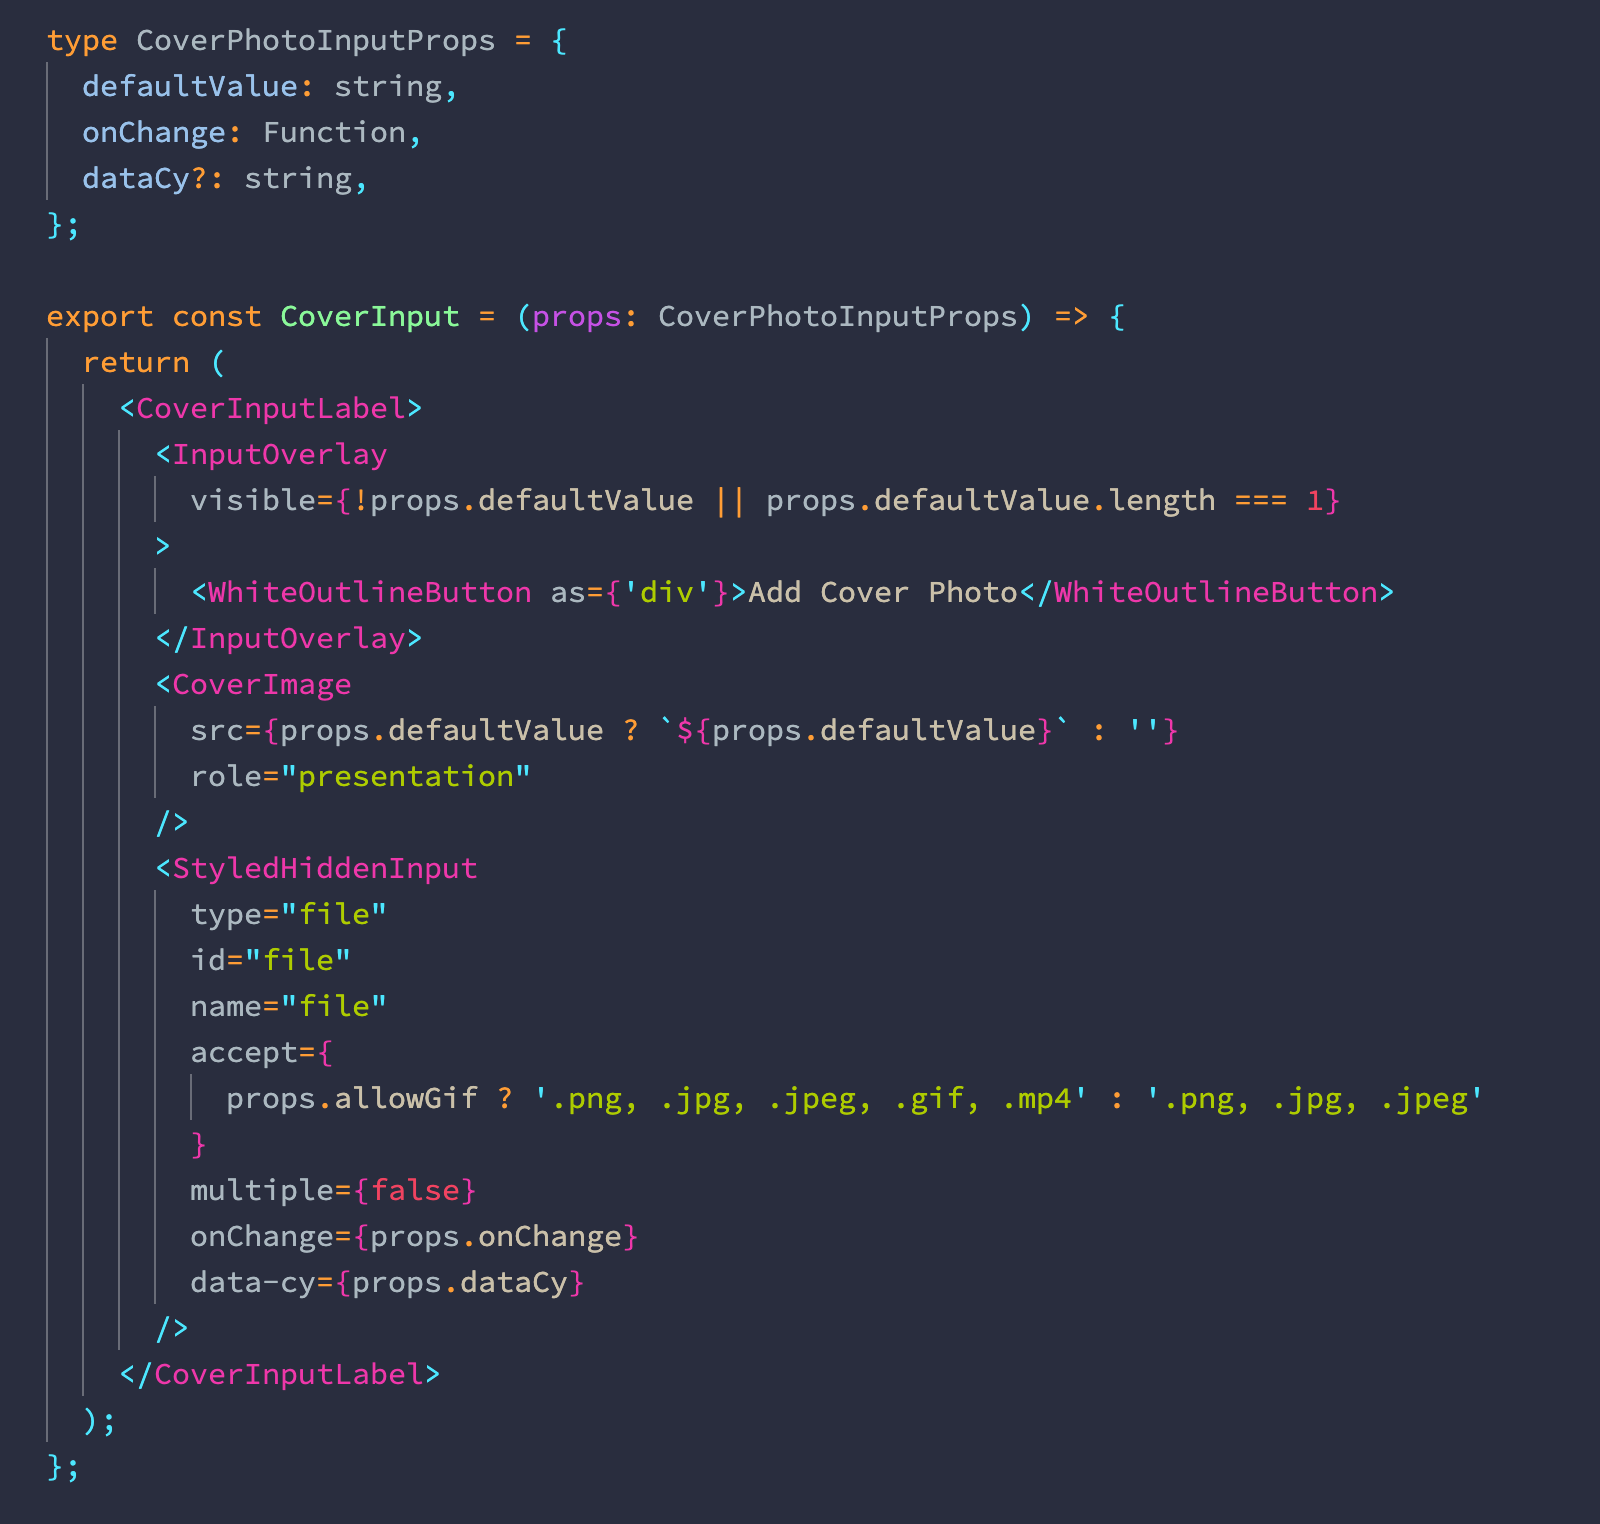 type CoverPhotoInputProps = {
  defaultValue: string,
  onChange: Function,
  dataCy?: string,
};

export const CoverInput = (props: CoverPhotoInputProps) => {
  return (
    <CoverInputLabel>
      <InputOverlay
        visible={!props.defaultValue || props.defaultValue.length === 1}
      >
        <WhiteOutlineButton as={'div'}>Add Cover Photo</WhiteOutlineButton>
      </InputOverlay>
      <CoverImage
        src={props.defaultValue ? `${props.defaultValue}` : ''}
        role="presentation"
      />
      <StyledHiddenInput
        type="file"
        id="file"
        name="file"
        accept={
          props.allowGif ? '.png, .jpg, .jpeg, .gif, .mp4' : '.png, .jpg, .jpeg'
        }
        multiple={false}
        onChange={props.onChange}
        data-cy={props.dataCy}
      />
    </CoverInputLabel>
  );
};